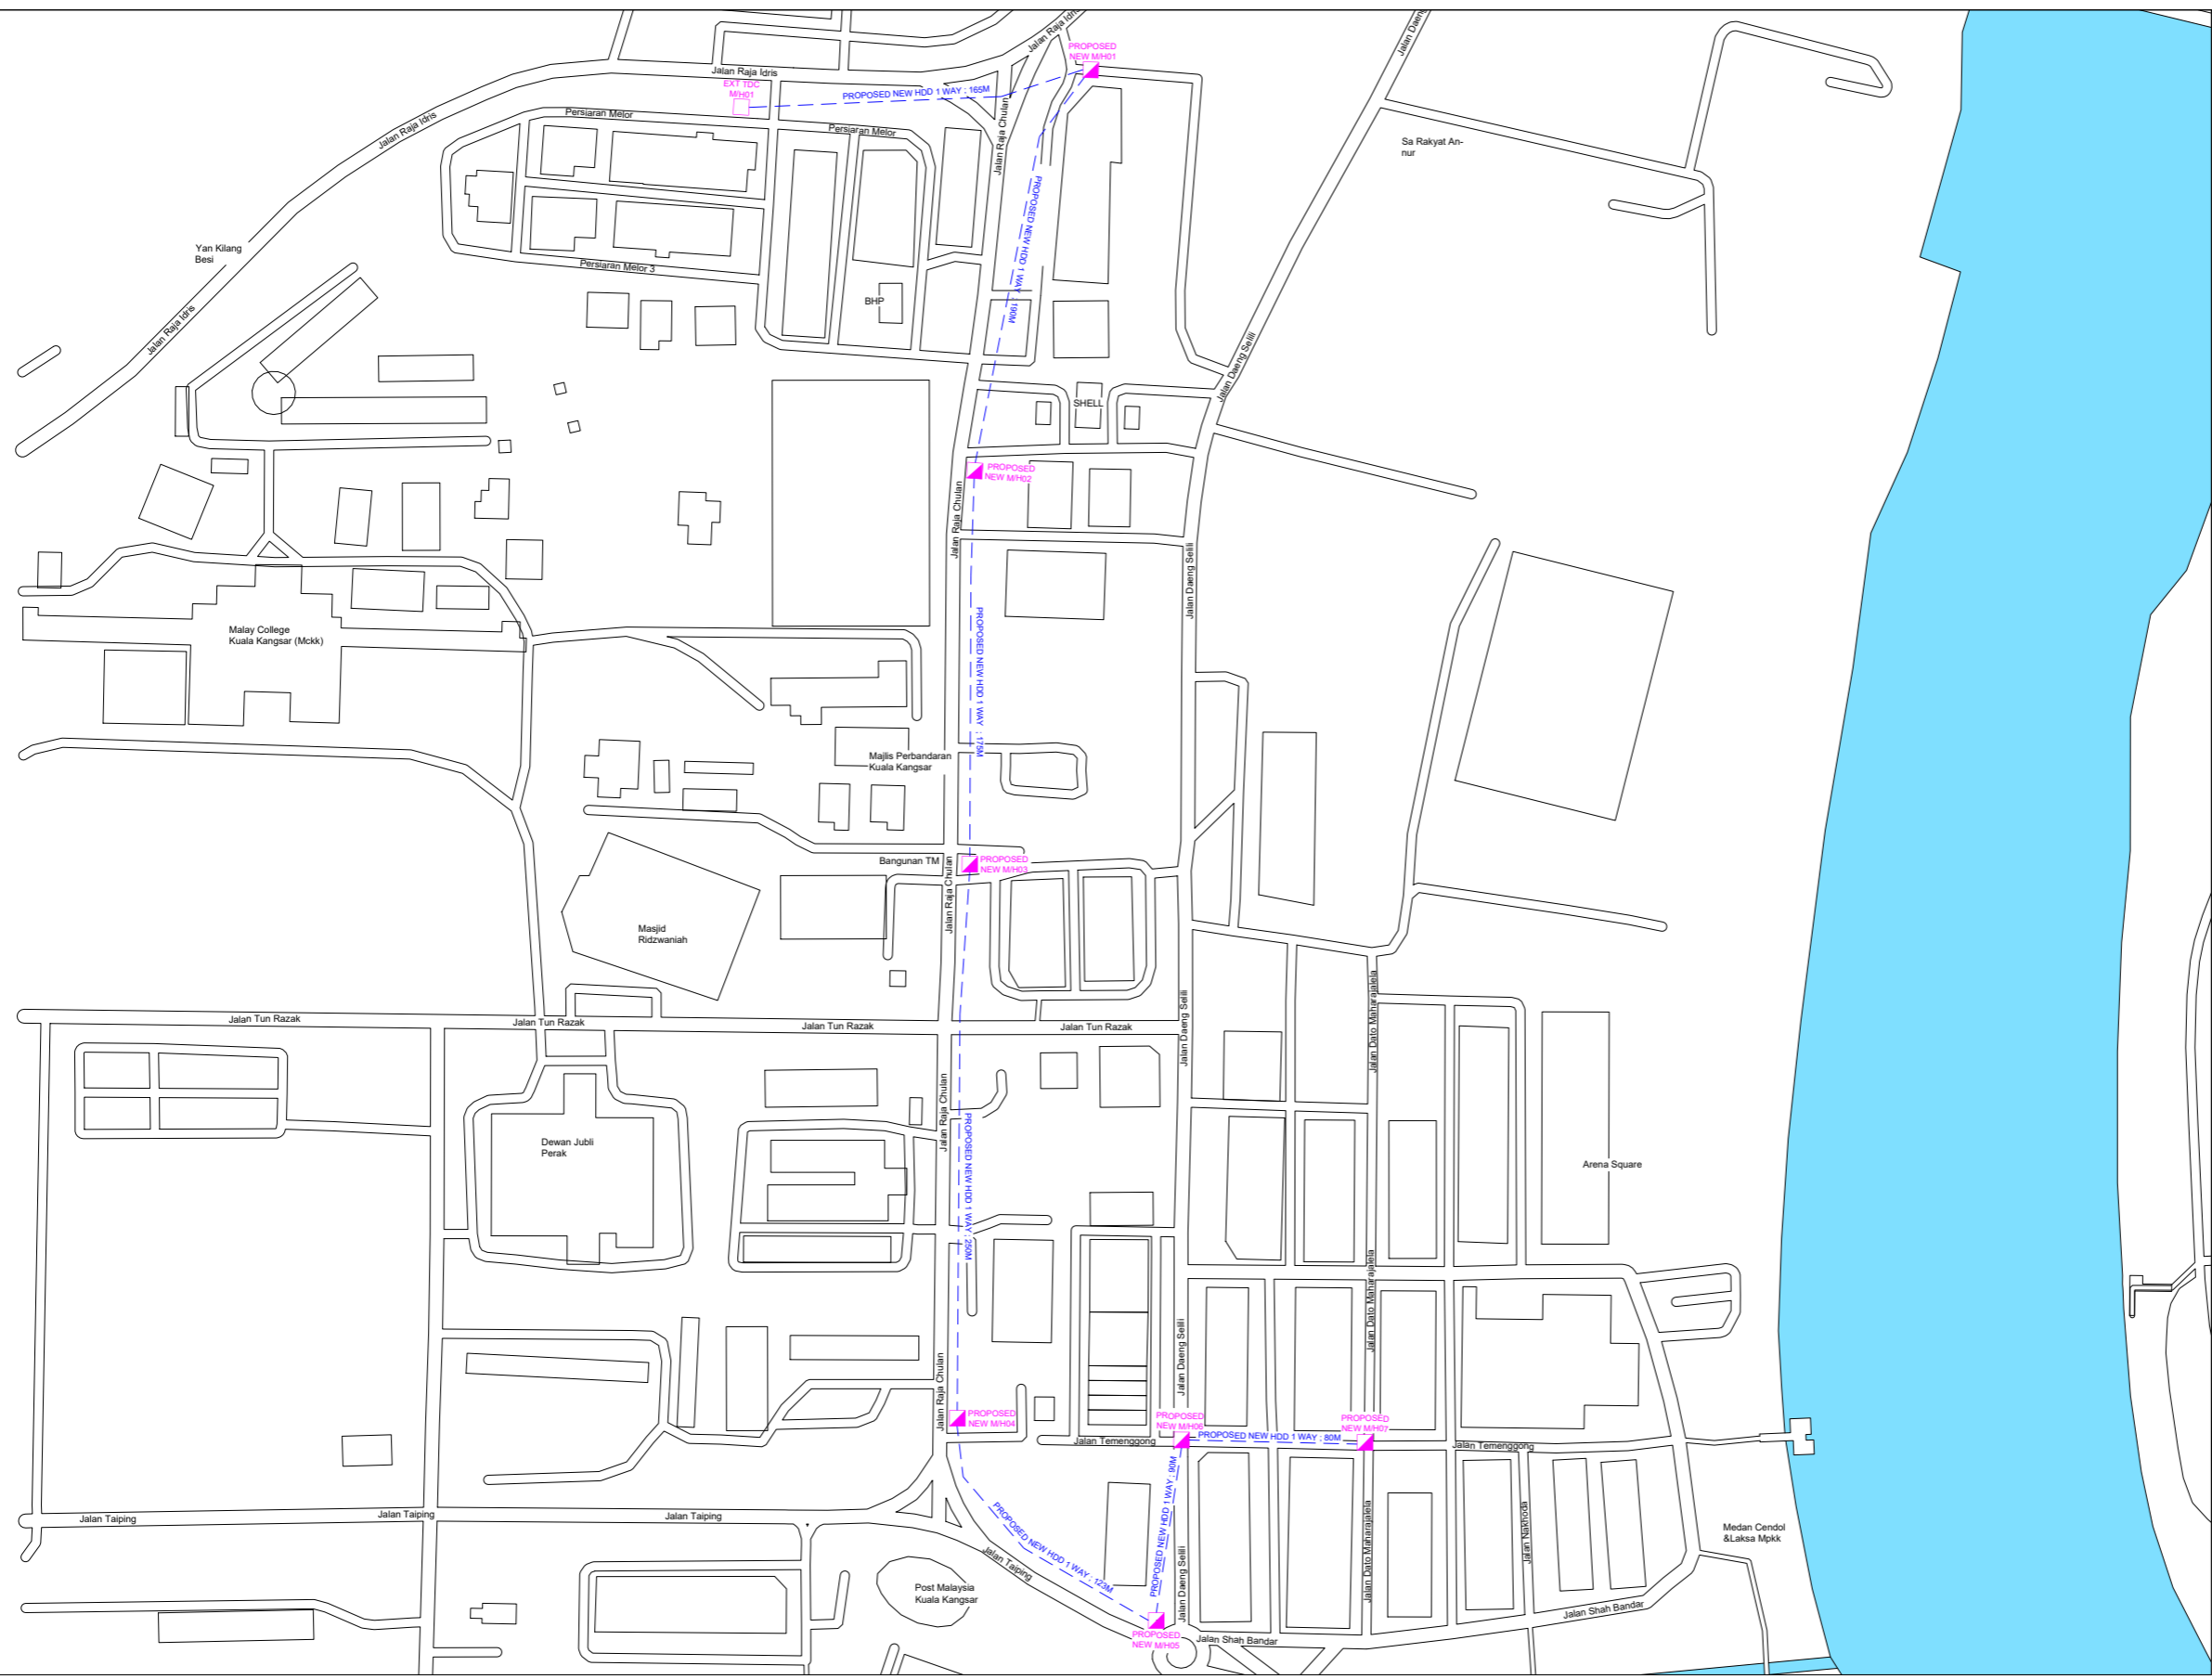 Jalan Raja Idris
Jalan Daeng
PROPOSED
NEW M/H01
Jalan Raja Idris
EXT TDC
M/H01
PROPOSED NEW HDD 1 WAY ; 165M
Jalan Raja Chulan
Persiaran Melor
Persiaran Melor
Jalan Raja Idris
Sa Rakyat An-
nur
PROPOSED NEW HDD 1 WAY ; 190M
Yan Kilang
Besi
Persiaran Melor 3
BHP
Jalan Raja Idris
Jalan Daeng Selili
SHELL
PROPOSED
NEW M/H02
Jalan Raja Chulan
Jalan Daeng Selili
Malay College
Kuala Kangsar (Mckk)
PROPOSED NEW HDD 1 WAY ; 175M
Majlis Perbandaran
Kuala Kangsar
Bangunan TM
PROPOSED
NEW M/H03
Jalan Raja Chulan
Masjid
Ridzwaniah
Jalan Daeng Selili
Jalan Dato Maharajalela
Jalan Tun Razak
Jalan Tun Razak
Jalan Tun Razak
Jalan Tun Razak
Jalan Raja Chulan
PROPOSED NEW HDD 1 WAY ; 250M
Dewan Jubli
Perak
Arena Square
Jalan Dato Maharajalela
Jalan Daeng Selili
Jalan Raja Chulan
PROPOSED
NEW M/H04
PROPOSED
NEW M/H06
PROPOSED
NEW M/H07
Jalan Temenggong
PROPOSED NEW HDD 1 WAY ; 80M
Jalan Temenggong
PROPOSED NEW HDD 1 WAY ; 90M
Jalan Taiping
Jalan Taiping
Jalan Taiping
PROPOSED NEW HDD 1 WAY ; 123M
Jalan Taiping
Jalan Daeng Selili
Jalan Dato Maharajalela
Jalan Nakhoda
Medan Cendol
&Laksa Mpkk
Post Malaysia
Kuala Kangsar
Jalan Shah Bandar
PROPOSED
NEW M/H05
Jalan Shah Bandar